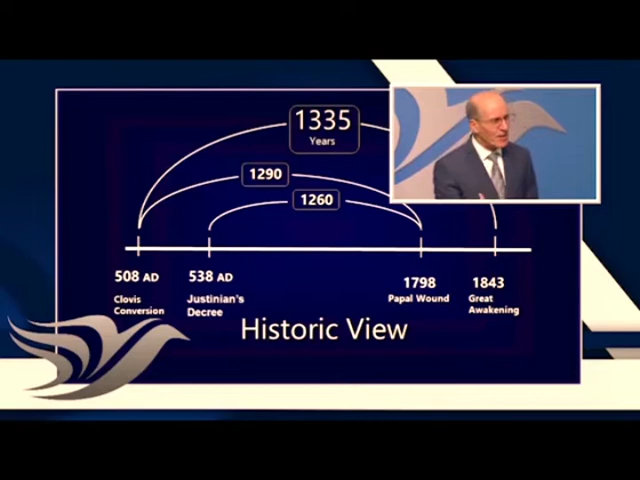 1335
Years
1290
1260
508 AD
538 AD
1798
1843
Clovis
Conversion
Justinian's
Decree
Papal Wound
Great
Awakening
Historic View